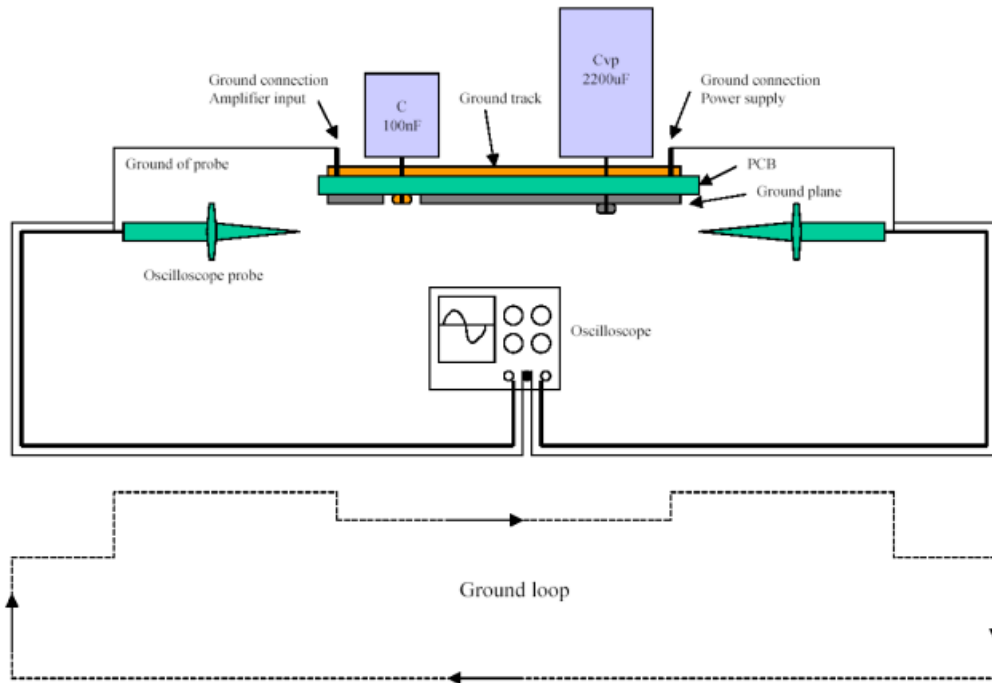 Cvp
2200uF
Ground connection
Amplifier input
Ground connection
Power supply
C
100nF
Ground track
Ground of probe
PCB
Ground plane
Oscilloscope probe
Oscilloscope
Ground loop